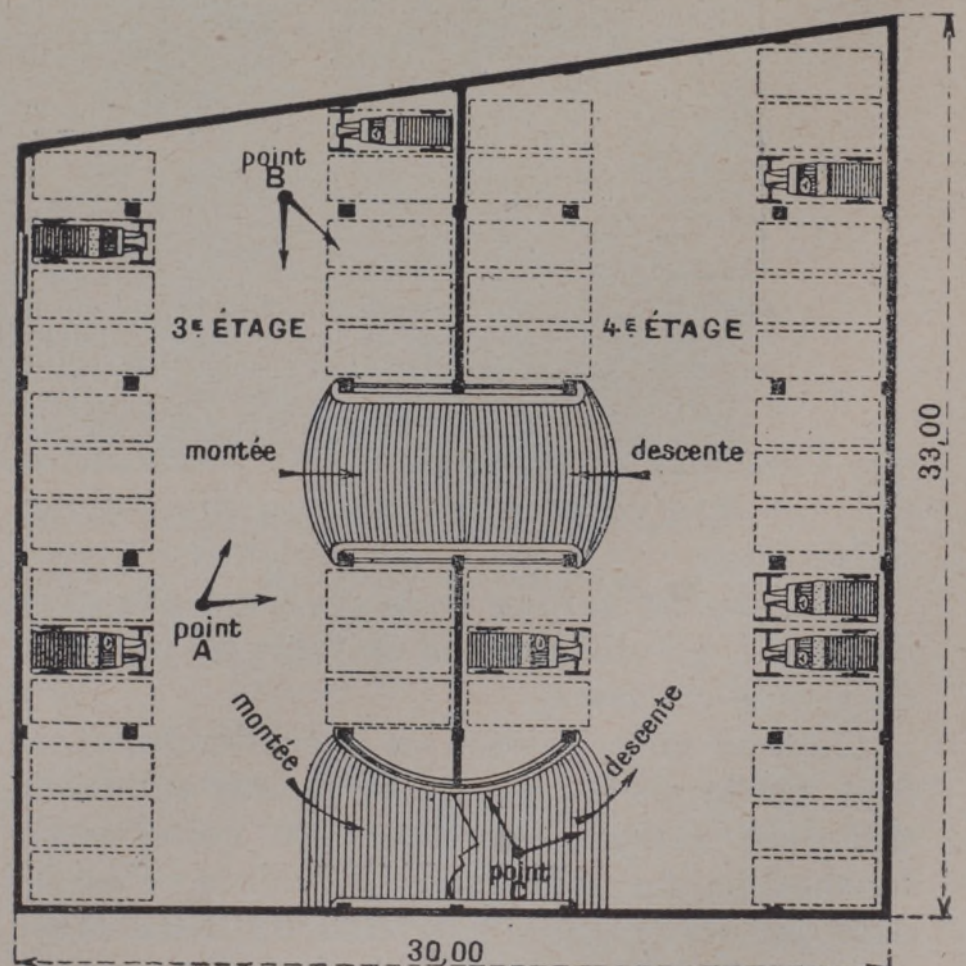 point
B
3E ÉTAGE
4E ÉTAGE
montée
descente
33,00
point
A
montée
descente
point
C
30,00